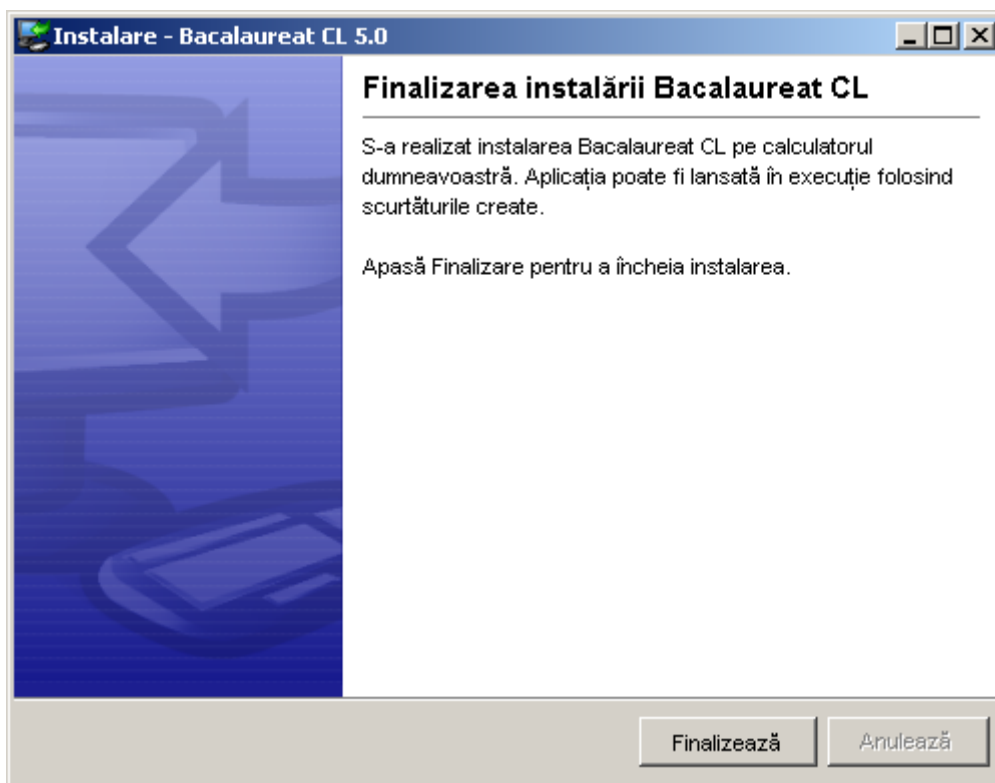 Instalare - Bacalaureat CL 5.0
Finalizarea instalării Bacalaureat CL
S-a realizat instalarea Bacalaureat CL pe calculatorul
dumneavoastră. Aplicația poate fi lansată în execuție folosind
scurtăturile create.
Apasă Finalizare pentru a încheia instalarea.
Finalizează
Anulează